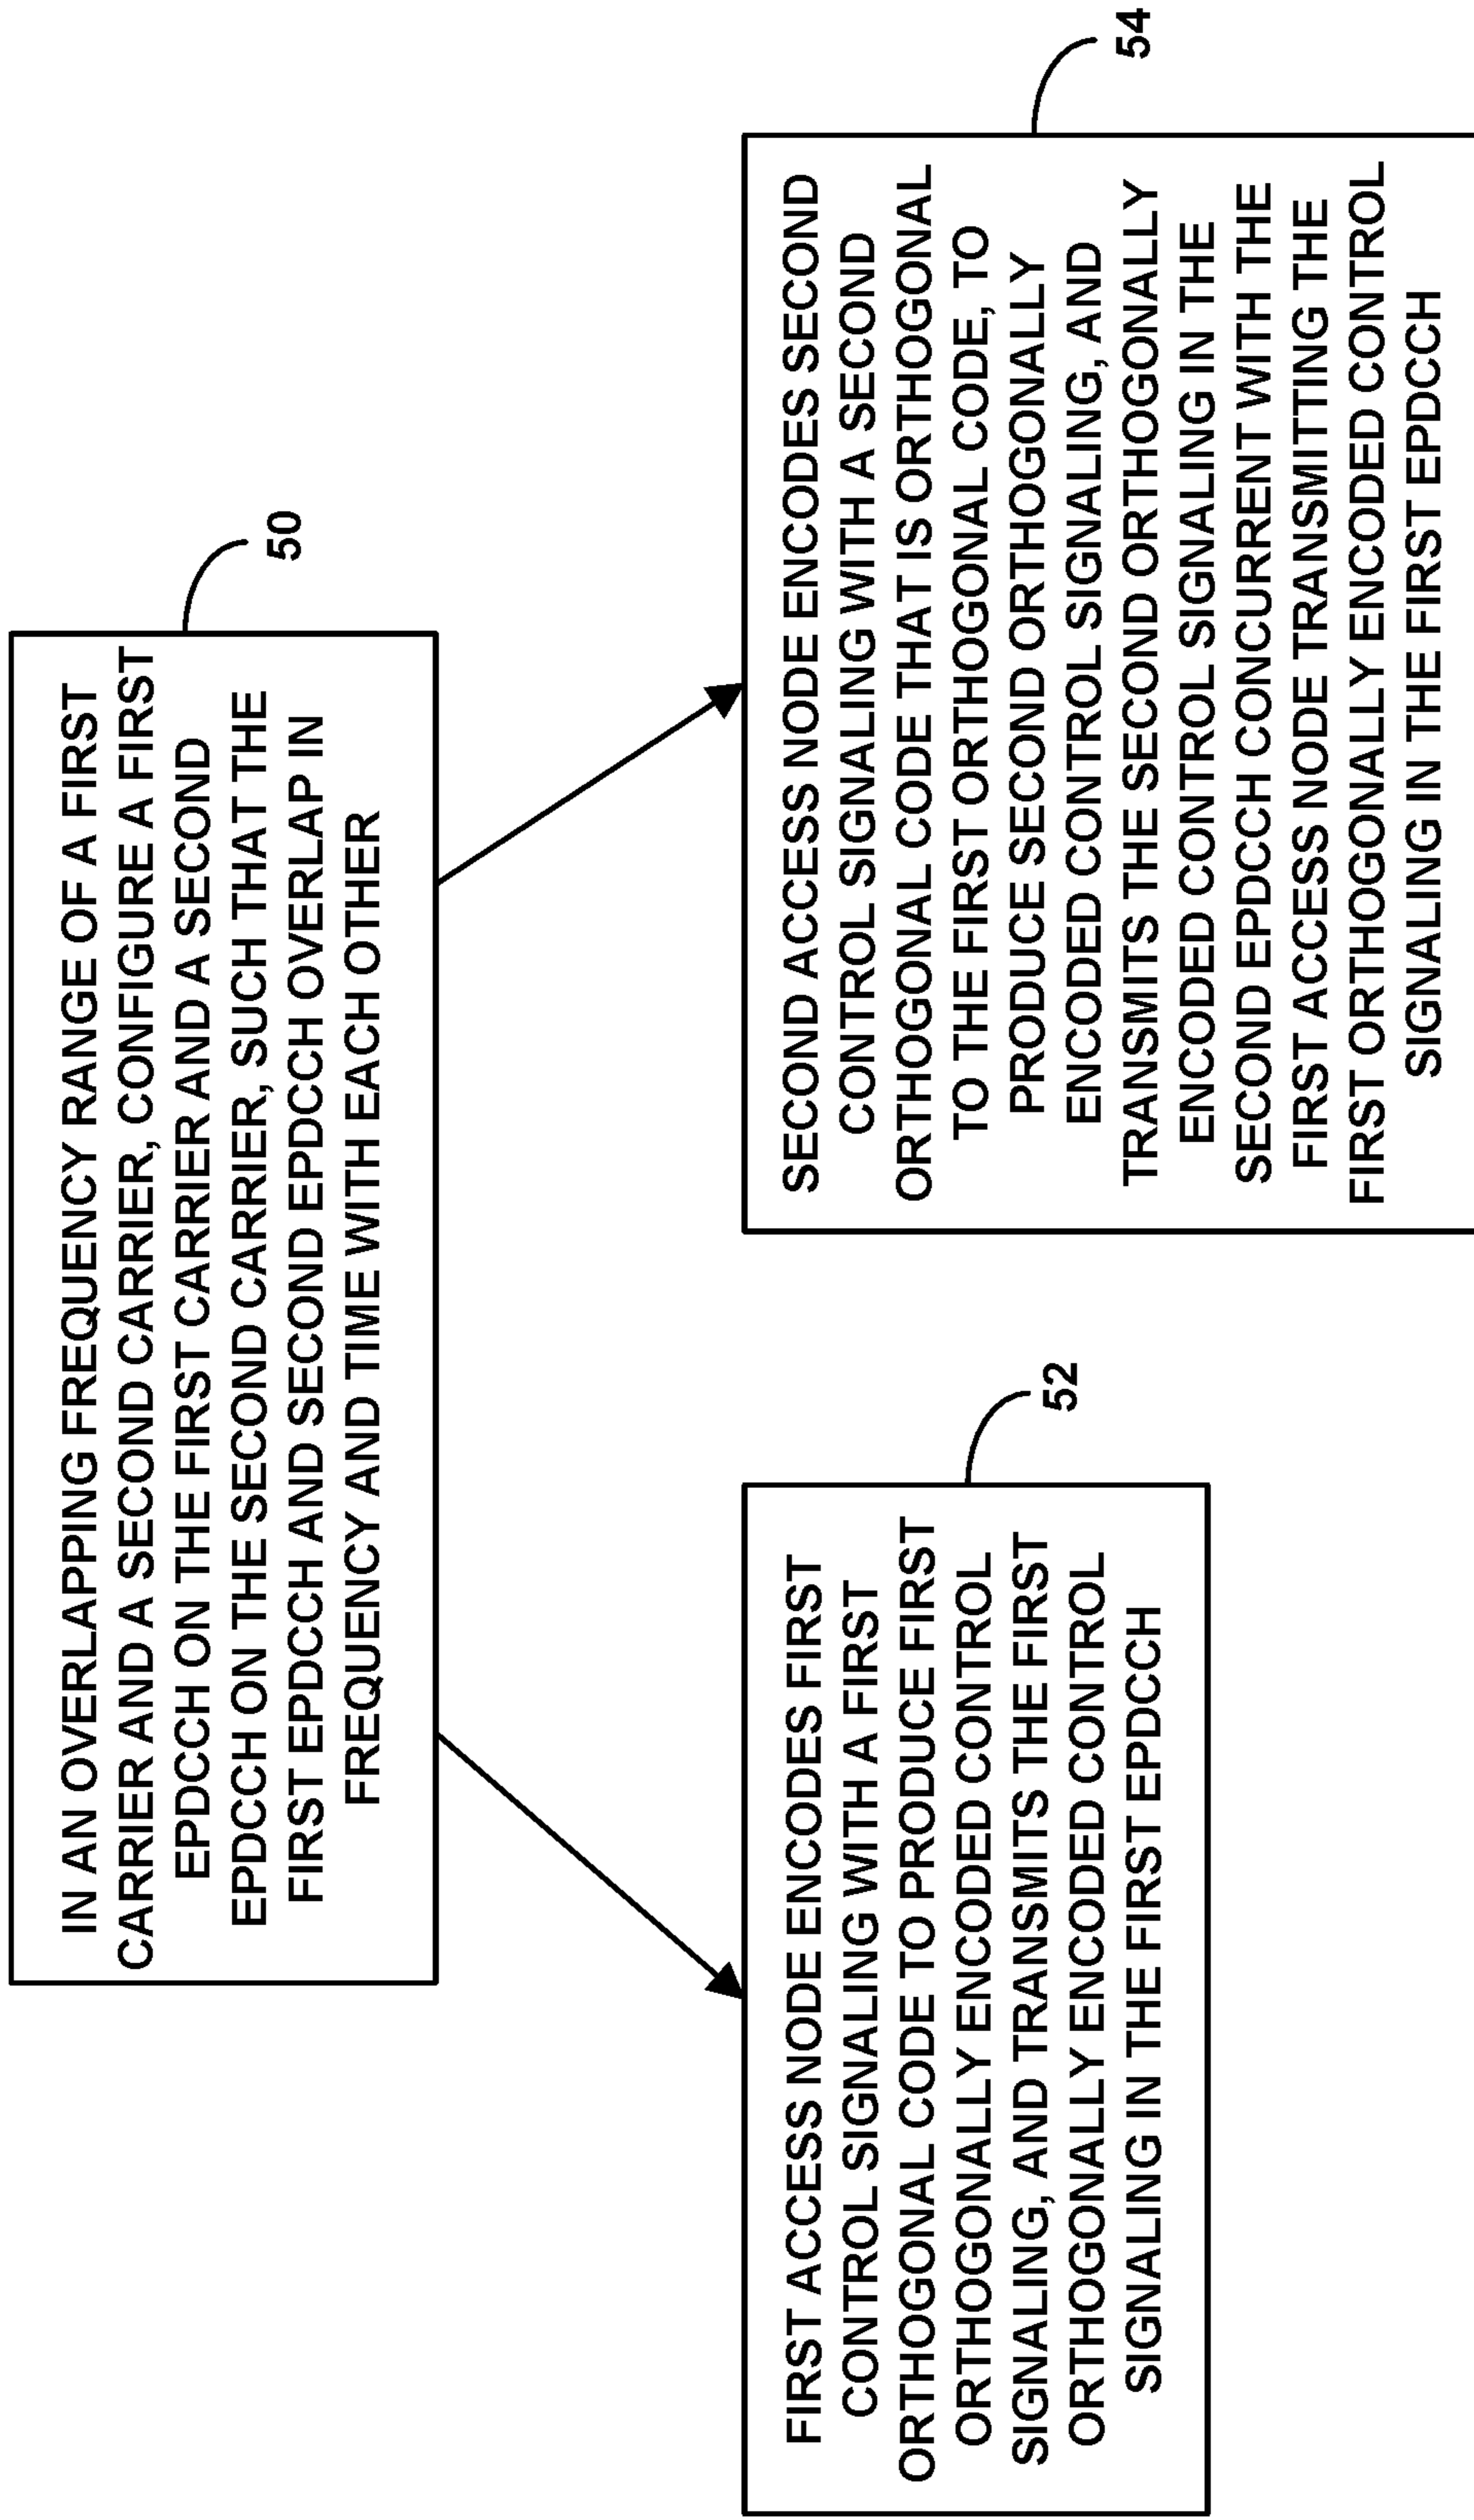 IN AN OVERLAPPING FREQUENCY RANGE OF A FIRST
CARRIER AND A SECOND CARRIER, CONFIGURE A FIRST
EPDCCH ON THE FIRST CARRIER AND A SECOND
EPDCCH ON THE SECOND CARRIER, SUCH THAT THE
FIRST EPDCCH AND SECOND EPDCCH OVERLAP IN
FREQUENCY AND TIME WITH EACH OTHER
50
FIRST ACCESS NODE ENCODES FIRST
CONTROL SIGNALING WITH A FIRST
ORTHOGONAL CODE TO PRODUCE FIRST
ORTHOGONALLY ENCODED CONTROL
SIGNALING, AND TRANSMITS THE FIRST
ORTHOGONALLY ENCODED CONTROL
SIGNALING IN THE FIRST EPDCCH
52
SECOND ACCESS NODE ENCODES SECOND
CONTROL SIGNALING WITH A SECOND
ORTHOGONAL CODE THAT IS ORTHOGONAL
TO THE FIRST ORTHOGONAL CODE, TO
PRODUCE SECOND ORTHOGONALLY
ENCODED CONTROL SIGNALING, AND
TRANSMITS THE SECOND ORTHOGONALLY
ENCODED CONTROL SIGNALING IN THE
SECOND EPDCCH CONCURRENT WITH THE
FIRST ACCESS NODE TRANSMITTING THE
FIRST ORTHOGONALLY ENCODED CONTROL
SIGNALING IN THE FIRST EPDCCH
54